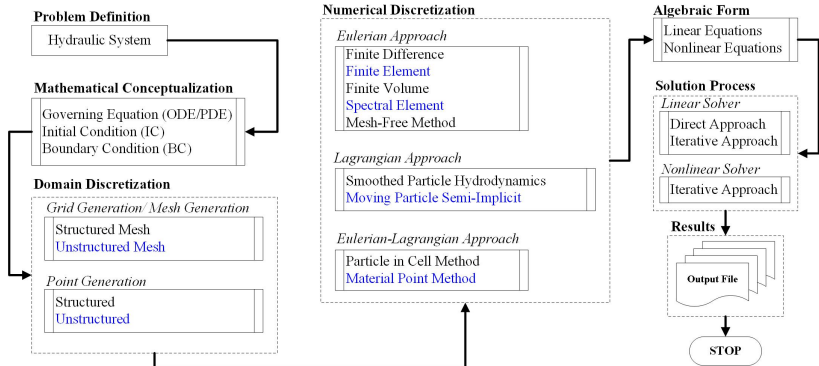 Problem Definition
Hydraulic System
Mathematical Conceptualization
Governing Equation (ODE/PDE)
Initial Condition (IC)
Boundary Condition (BC)
Domain Discretization
Grid Generation/ Mesh Generation
Structured Mesh
Unstructured Mesh
Point Generation
Structured
Unstructured
Numerical Discretization
Eulerian Approach
Finite Difference
Finite Element
Finite Volume
Spectral Element
Mesh-Free Method
Lagrangian Approach
Smoothed Particle Hydrodynamics
Moving Particle Semi-Implicit
Eulerian-Lagrangian Approach
Particle in Cell Method
Material Point Method
Algebraic Form
Linear Equations
Nonlinear Equations
Solution Process
Linear Solver
Direct Approach
Iterative Approach
Nonlinear Solver
Iterative Approach
Results
Output File
STOP